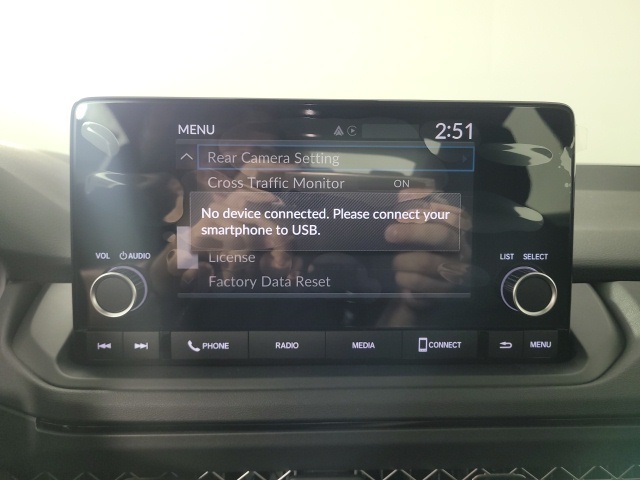 MENU 2:51
Rear Camera Setting
Cross Traffic Monitor ON
No device connected. Please connect your
smartphone to USB.
License
Factory Data Reset
VOL AUDIO
LIST SELECT
PHONE RADIO MEDIA CONNECT MENU